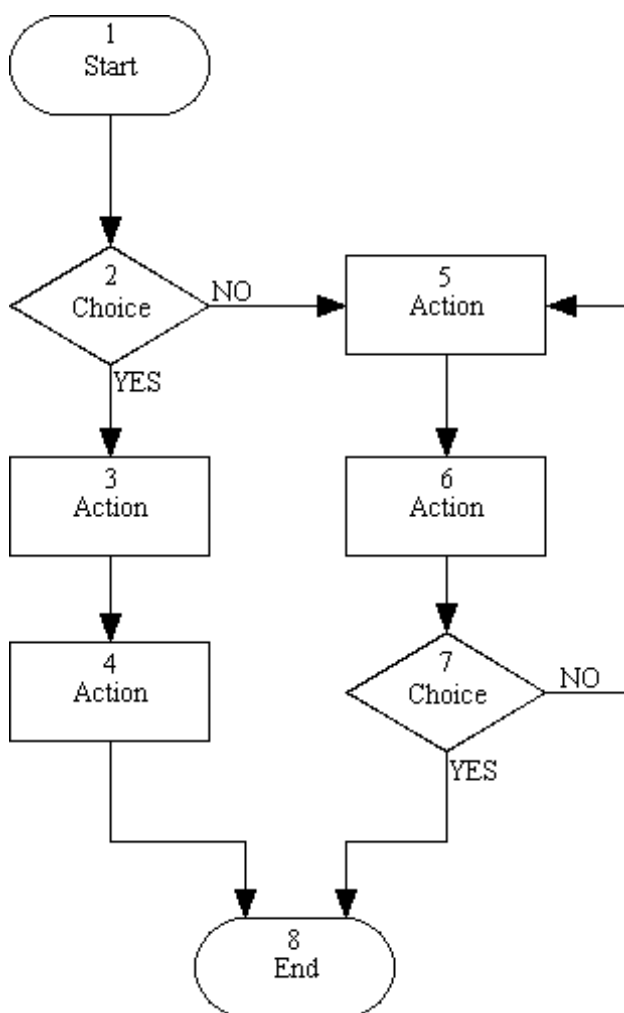 1
Start
2
Choice
NO
YES
3
Action
4
Action
5
Action
6
Action
7
Choice
NO
YES
8
End